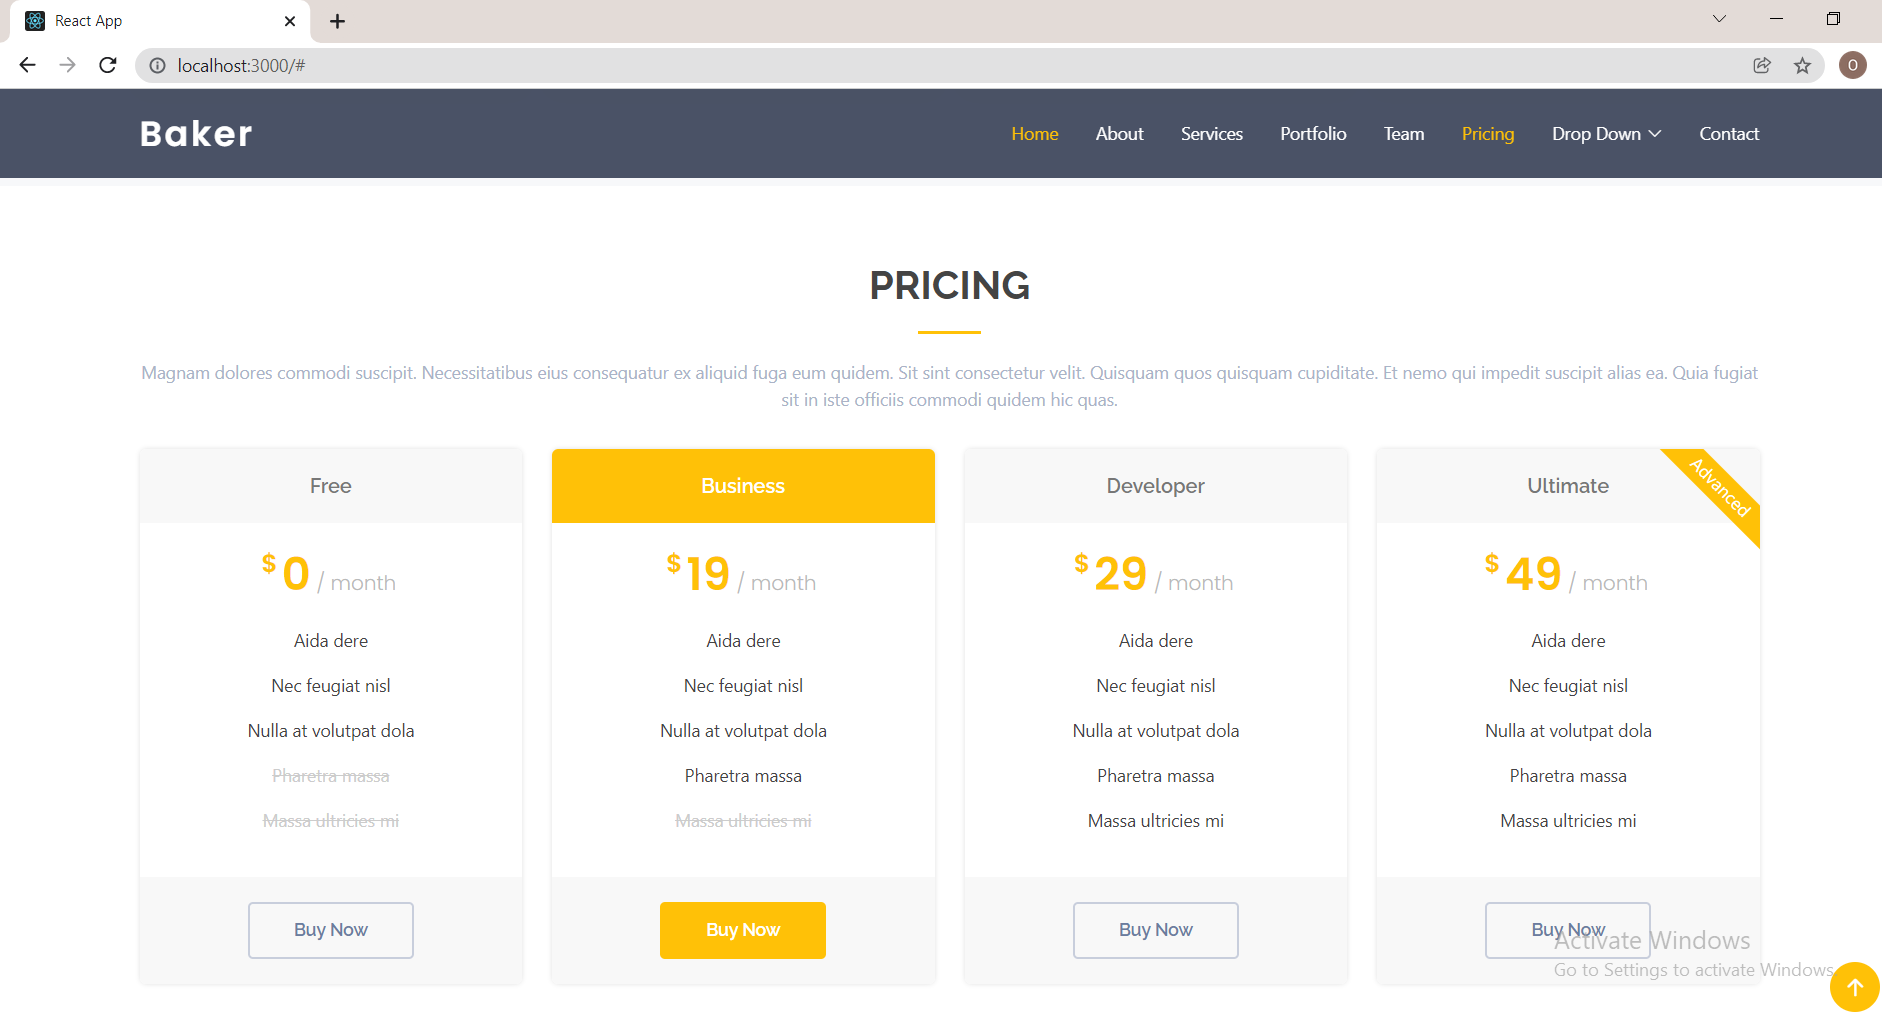 React App
localhost:3000/#
O
Baker
Home About Services Portfolio Team Pricing Drop Down Contact
PRICING
Magnam dolores commodi suscipit. Necessitatibus eius consequatur ex aliquid fuga eum quidem. Sit sint consectetur velit. Quisquam quos quisquam cupiditate. Et nemo qui impedit suscipit alias ea. Quia fugiat
sit in iste officiis commodi quidem hic quas.
Free
$0 / month
Aida dere
Nec feugiat nisl
Nulla at volutpat dola
Pharetra massa
Massa ultricies mi
Buy Now
Business
$19 / month
Aida dere
Nec feugiat nisl
Nulla at volutpat dola
Pharetra massa
Massa ultricies mi
Buy Now
Developer
$29 / month
Aida dere
Nec feugiat nisl
Nulla at volutpat dola
Pharetra massa
Massa ultricies mi
Buy Now
Ultimate
Advanced
$49 / month
Aida dere
Nec feugiat nisl
Nulla at volutpat dola
Pharetra massa
Massa ultricies mi
Buy Now
Activate Windows
Go to Settings to activate Windows.